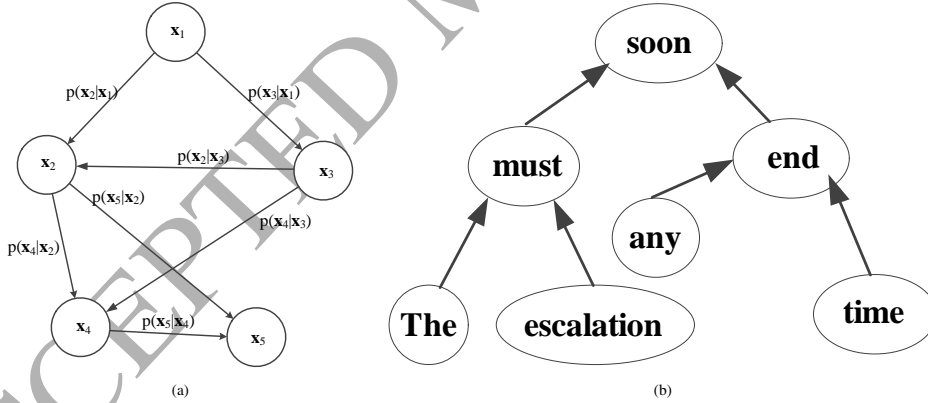 x1
p(x2|x1)
p(x3|x1)
x2
p(x2|x3)
x3
p(x5|x2)
p(x4|x3)
p(x4|x2)
x4
p(x5|x4)
x5
(a)
soon
must
end
any
The
escalation
time
(b)
CEPTED M